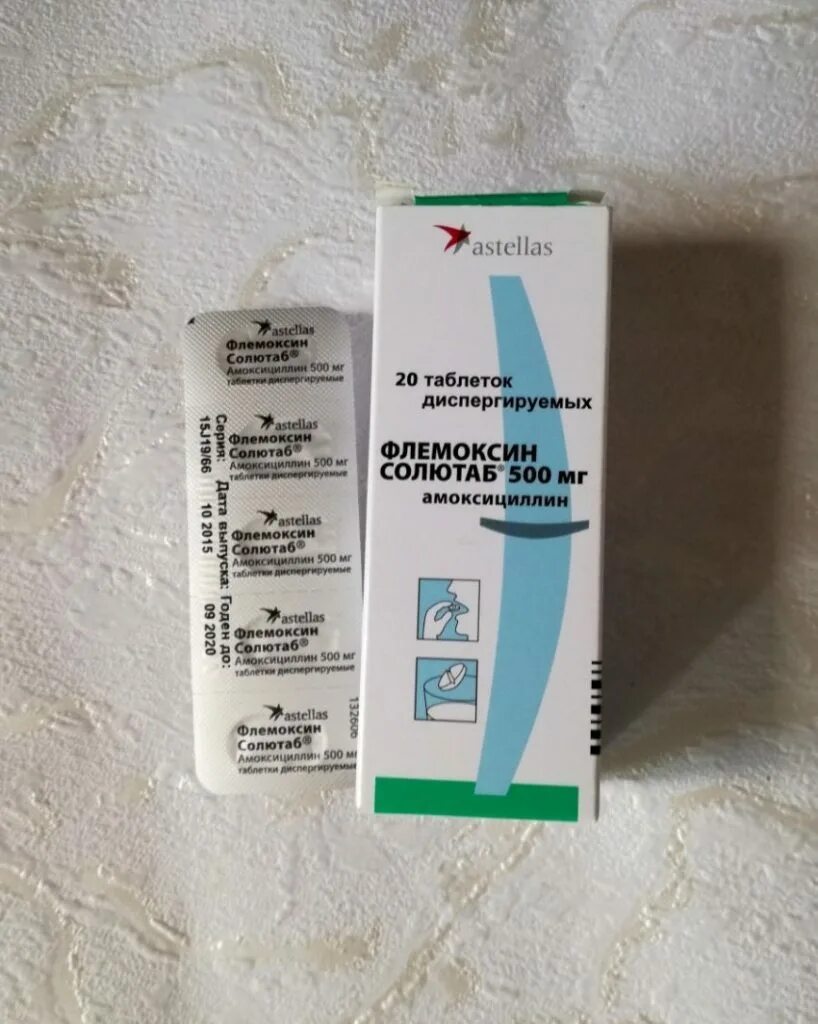 astellas
20 таблеток
диспергируемых
ФЛЕМОКСИН
СОЛЮТАБ® 500 мг
амоксициллин
astellas
Флемоксин
Солютаб®
Амоксициллин 500 мг
таблетки диспергируемые
astellas
Флемоксин
Солютаб®
Амоксициллин 500 мг
таблетки диспергируемые
astellas
Флемоксин
Солютаб®
Амоксициллин 500 мг
таблетки диспергируемые
astellas
Флемоксин
Солютаб®
Амоксициллин 500 мг
таблетки диспергируемые
astellas
Флемоксин
Солютаб®
Амоксициллин 500 мг
таблетки диспергируемые
Серия: Дата выпуска: Годен до:
15J19/66 10 2015 09 2020
132606